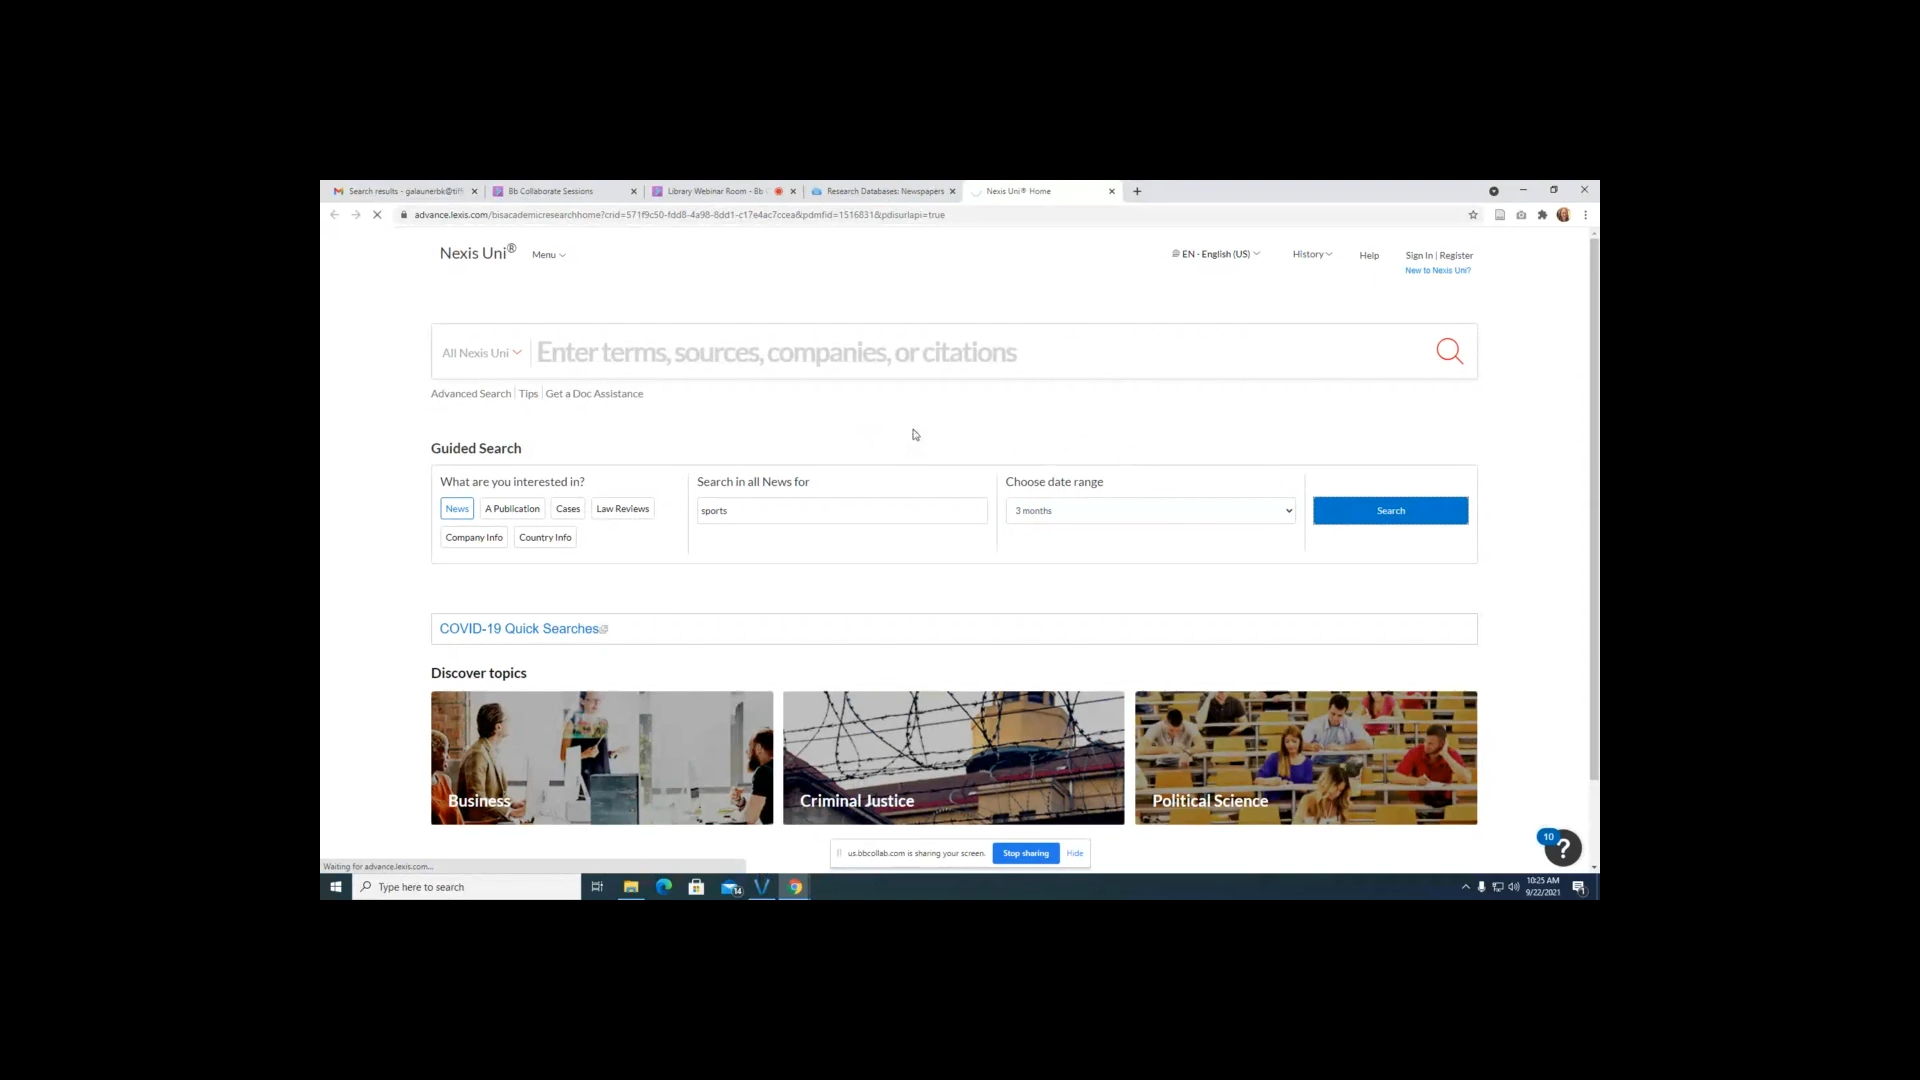 Search results - galaunerbk@tiff
Bb Collaborate Sessions
Library Webinar Room - Bb C
Research Databases: Newspapers
Nexis Uni® Home
advance.lexis.com/bisacademicresearchhome?crid=571f9c50-fdd8-4a98-8dd1-c17e4ac7ccea&pdmfid=1516831&pdisurlapi=true
Nexis Uni®
Menu
EN - English (US)
History
Help
Sign In | Register
New to Nexis Uni?
All Nexis Uni
Enter terms, sources, companies, or citations
Advanced Search | Tips | Get a Doc Assistance
Guided Search
What are you interested in?
Search in all News for
Choose date range
News
A Publication
Cases
Law Reviews
sports
3 months
Search
Company Info
Country Info
COVID-19 Quick Searches
Discover topics
Business
Criminal Justice
Political Science
10
?
us.bbcollab.com is sharing your screen.
Stop sharing
Hide
Waiting for advance.lexis.com...
Type here to search
14
10:25 AM
9/22/2021
1